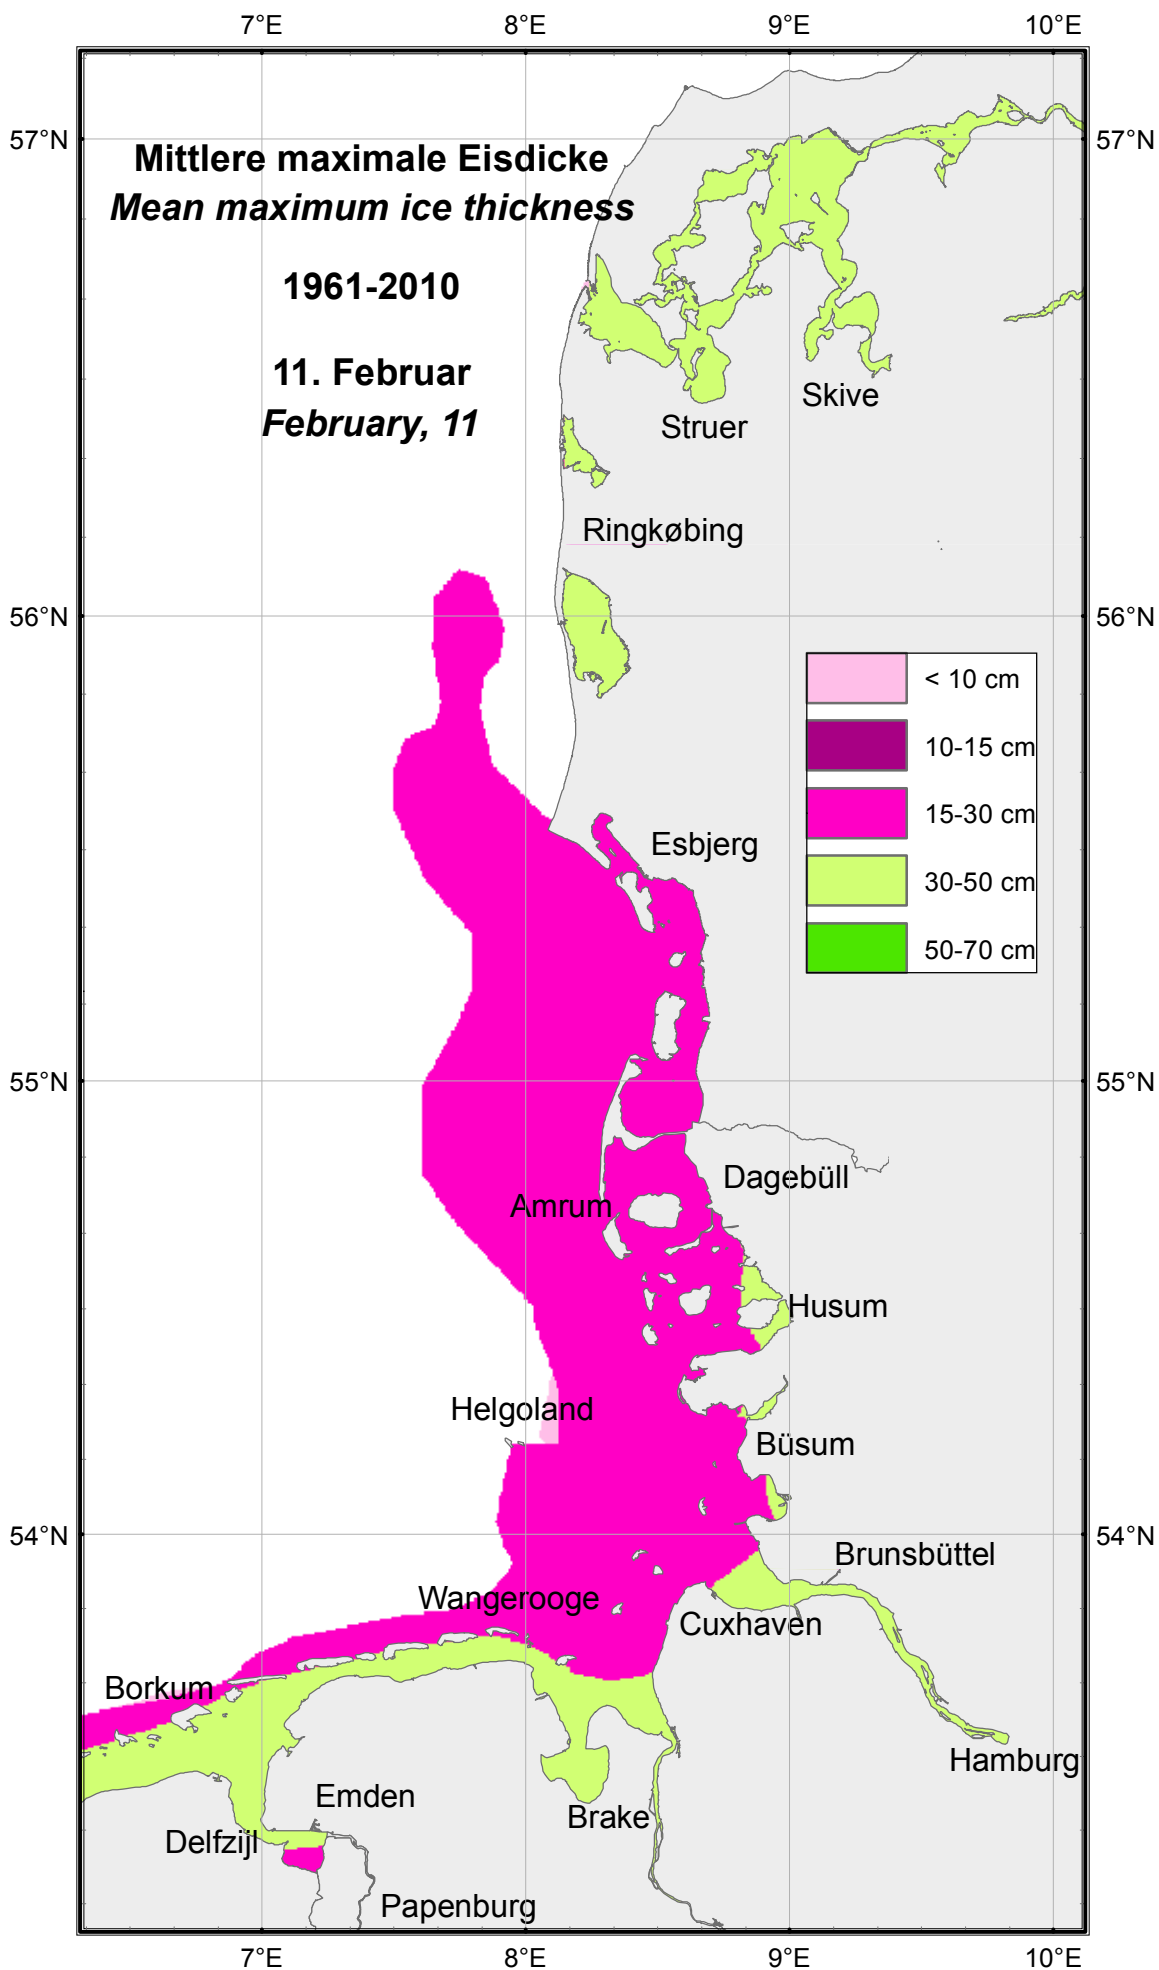 7°E 8°E 9°E 10°E
57°N 57°N
Mittlere maximale Eisdicke
Mean maximum ice thickness
1961-2010
11. Februar
February, 11
Skive
Struer
Ringkøbing
56°N 56°N
< 10 cm
10-15 cm
15-30 cm
30-50 cm
50-70 cm
Esbjerg
55°N 55°N
Dagebüll
Amrum
Husum
Helgoland
Büsum
54°N 54°N
Brunsbüttel
Wangerooge
Cuxhaven
Borkum
Hamburg
Emden
Brake
Delfzijl
Papenburg
7°E 8°E 9°E 10°E